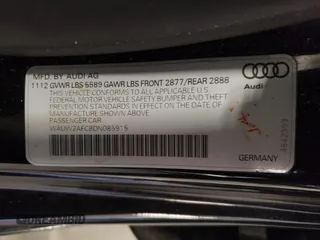 MFD. BY AUDI AG
1112 GVWR LBS 5589 GAWR LBS FRONT 2877/REAR 2888
THIS VEHICLE CONFORMS TO ALL APPLICABLE U.S.
FEDERAL MOTOR VEHICLE SAFETY, BUMPER AND THEFT
PREVENTION STANDARDS IN EFFECT ON THE DATE OF
MANUFACTURE SHOWN ABOVE.
PASSENGER CAR
GERMANY